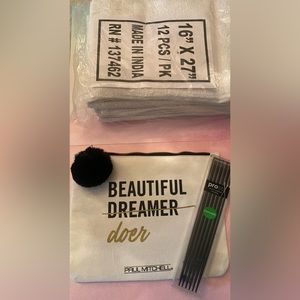 16" X 27"
12 PCS / PK
MADE IN INDIA
RN # 137462
BEAUTIFUL
DREAMER
doer
PAUL MITCHELL
pro